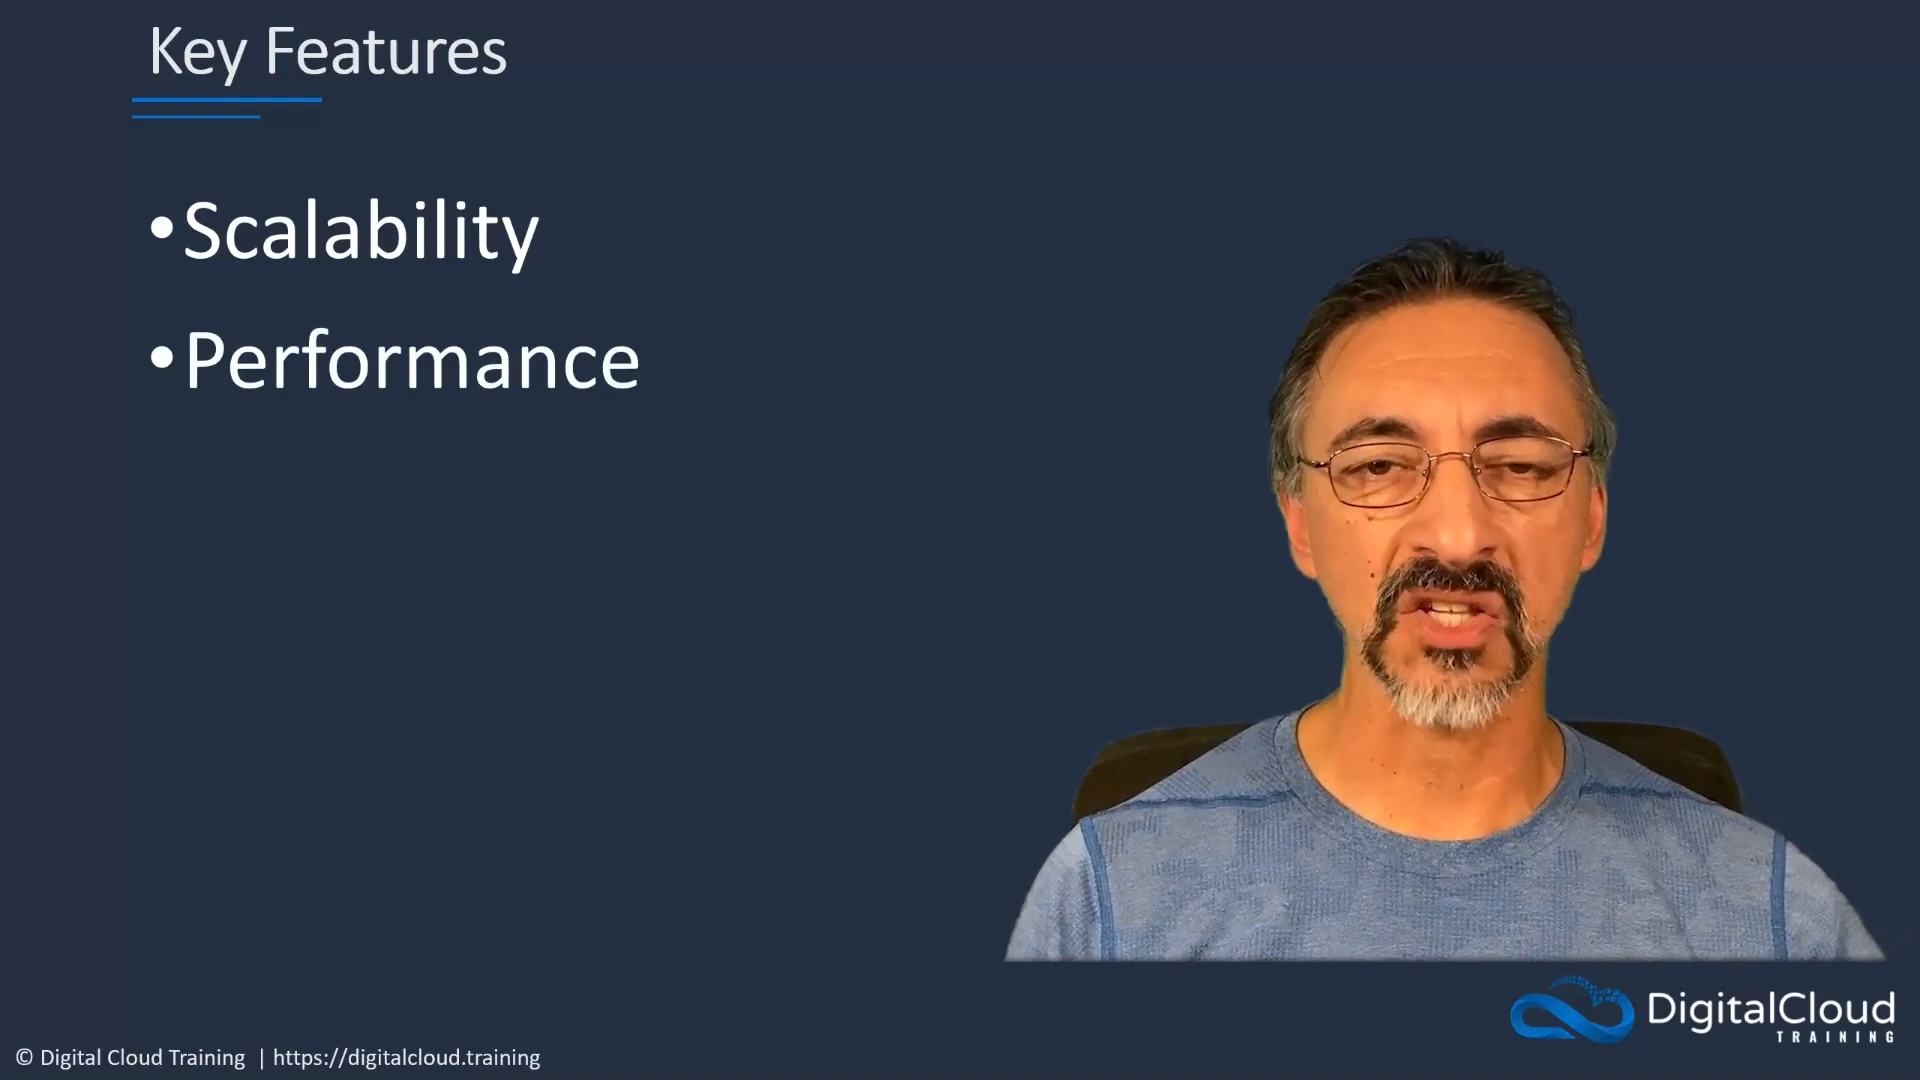 Key Features
•Scalability
•Performance
DigitalCloud
TRAINING
© Digital Cloud Training | https://digitalcloud.training